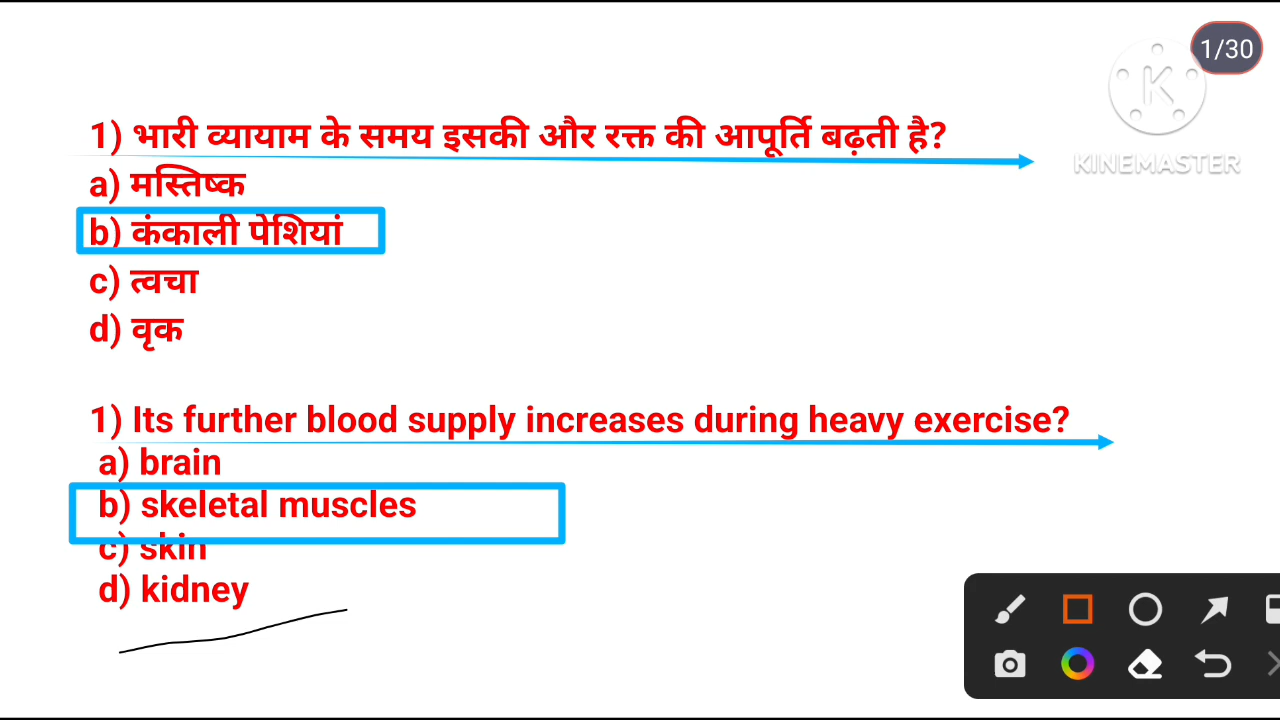 1/30
KINEMASTER
1) भारी व्यायाम के समय इसकी और रक्त की आपूर्ति बढ़ती है?
a) मस्तिष्क
b) कंकाली पेशियां
c) त्वचा
d) वृक
1) Its further blood supply increases during heavy exercise?
a) brain
b) skeletal muscles
c) skin
d) kidney